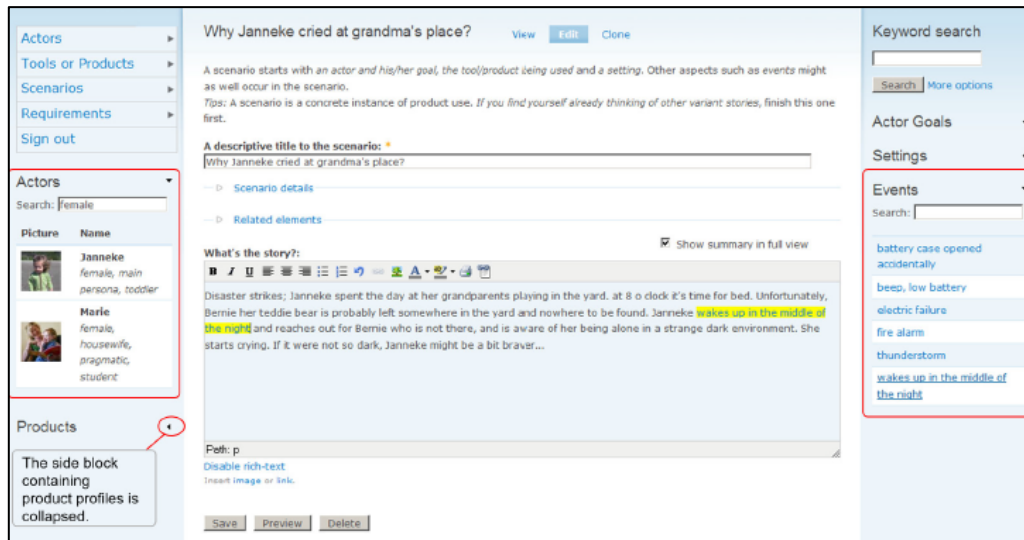 Actors
Tools or Products
Scenarios
Requirements
Sign out
Actors
Search: female
Picture Name
Janneke
female, main
persona, toddler
Marie
female,
housewife,
pragmatic,
student
Products
The side block
containing
product profiles is
collapsed.
Why Janneke cried at grandma's place?
View Edit Clone
A scenario starts with an actor and his/her goal, the tool/product being used and a setting. Other aspects such as events might
as well occur in the scenario.
Tips: A scenario is a concrete instance of product use. If you find yourself already thinking of other variant stories, finish this one
first.
A descriptive title to the scenario: *
Why Janneke cried at grandma's place?
Scenario details
Related elements
Show summary in full view
What's the story?:
B I U A
Disaster strikes; Janneke spent the day at her grandparents playing in the yard. at 8 o clock it's time for bed. Unfortunately,
Bernie her teddie bear is probably left somewhere in the yard and nowhere to be found. Janneke wakes up in the middle of
the night and reaches out for Bernie who is not there, and is aware of her being alone in a strange dark environment. She
starts crying. If it were not so dark, Janneke might be a bit braver...
Path: p
Disable rich-text
Insert image or link.
Save Preview Delete
Keyword search
Search More options
Actor Goals
Settings
Events
Search:
battery case opened
accidentally
beep, low battery
electric failure
fire alarm
thunderstorm
wakes up in the middle of
the night